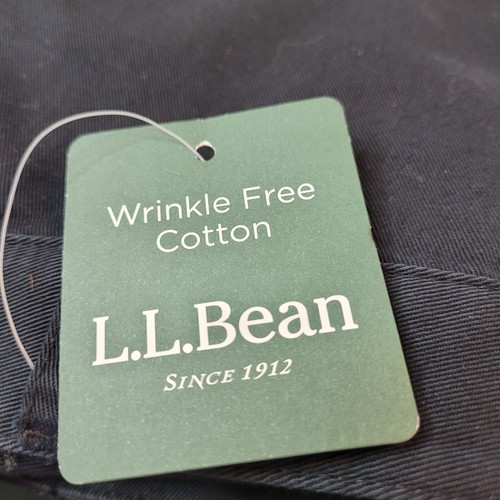 Wrinkle Free
Cotton
L.L.Bean
SINCE 1912